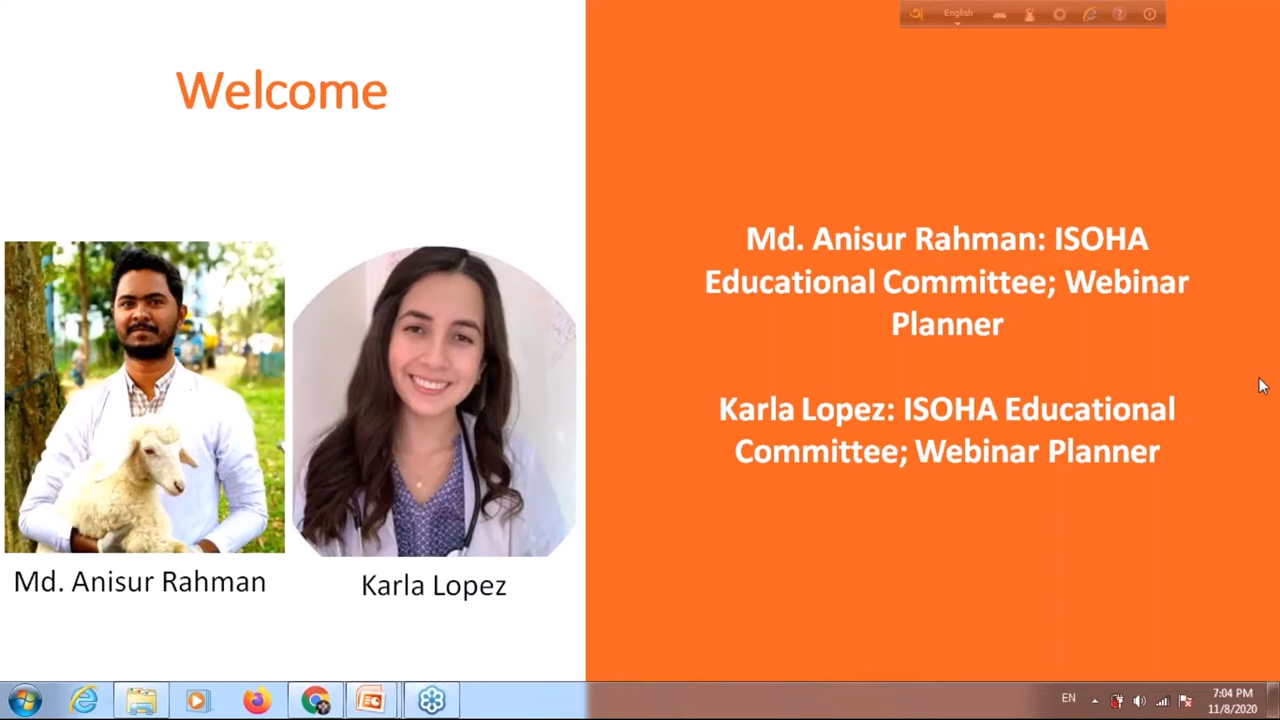 English
Welcome
Md. Anisur Rahman: ISOHA
Educational Committee; Webinar
Planner
Karla Lopez: ISOHA Educational
Committee; Webinar Planner
Md. Anisur Rahman
Karla Lopez
EN
7:04 PM
11/8/2020